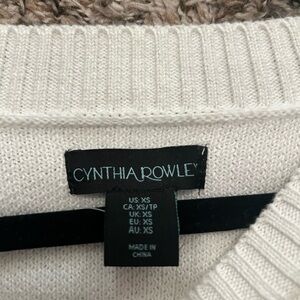 CYNTHIA ROWLEY
US: XS
CA: XS/TP
UK: XS
EU: XS
AU: XS
MADE IN
CHINA